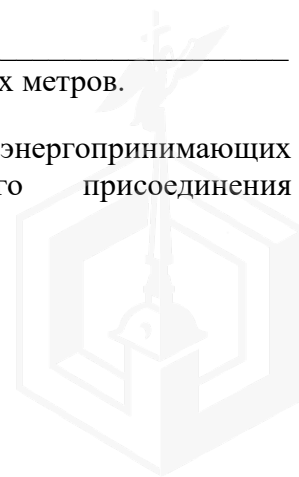 х метров.
энергопринимающих
го присоединения